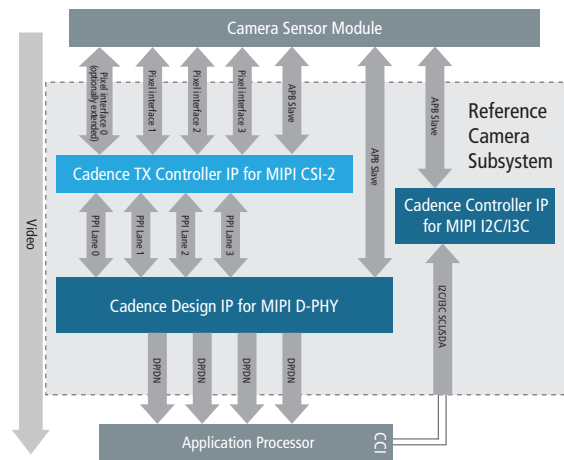 Camera Sensor Module
Pixel interface 0
(optionally extended)
Pixel interface 1
Pixel interface 2
Pixel interface 3
APB Slave
APB Slave
APB Slave
Reference
Camera
Subsystem
Cadence TX Controller IP for MIPI CSI-2
Cadence Controller IP
for MIPI I2C/I3C
Video
PPI Lane 0
PPI Lane 1
PPI Lane 2
PPI Lane 3
Cadence Design IP for MIPI D-PHY
I2C/I3C SCL/SDA
DP/DN
DP/DN
DP/DN
DP/DN
Application Processor
CCI